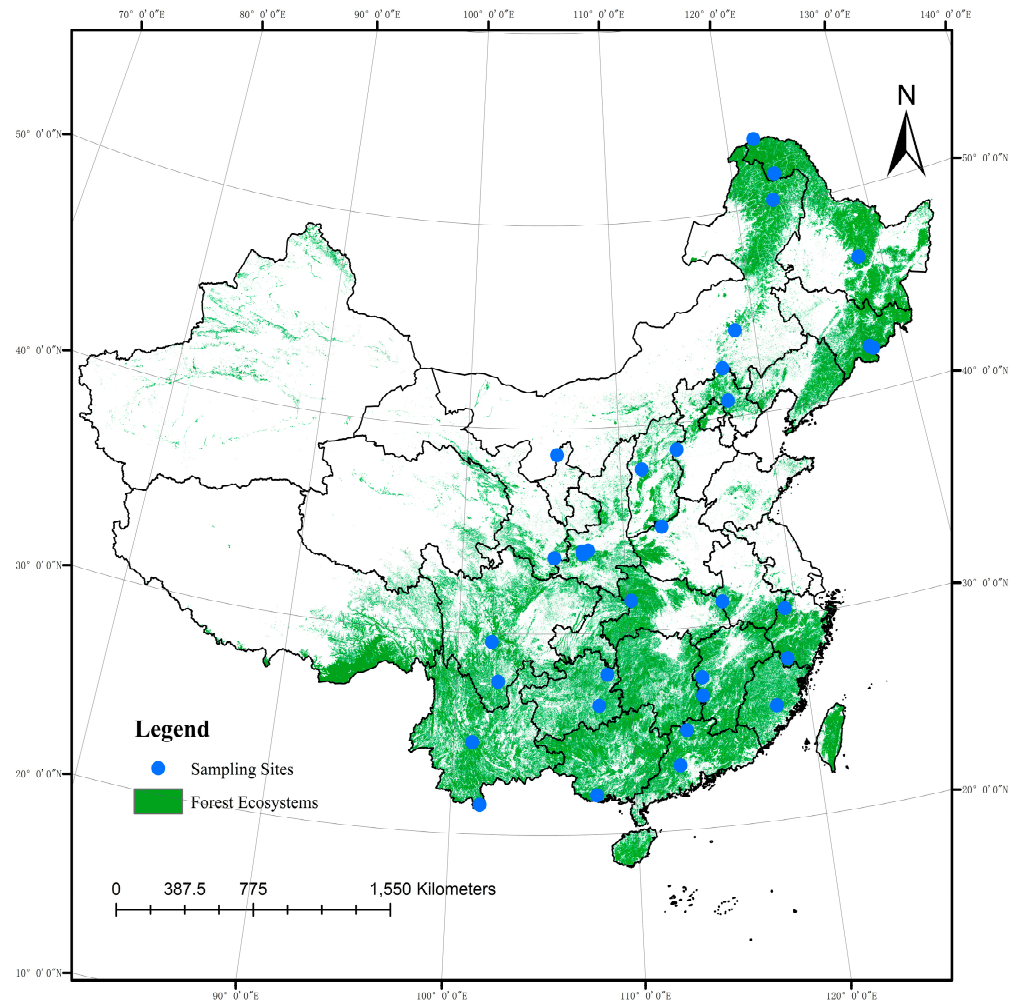 70° 0′0″E 80° 0′0″E 90° 0′0″E 100° 0′0″E 110° 0′0″E 120° 0′0″E 130° 0′0″E 140° 0′0″E
N
50° 0′0″N
50° 0′0″N
40° 0′0″N
40° 0′0″N
30° 0′0″N
30° 0′0″N
Legend
Sampling Sites
20° 0′0″N
20° 0′0″N
Forest Ecosystems
0 387.5 775 1,550 Kilometers
10° 0′0″N
90° 0′0″E 100° 0′0″E 110° 0′0″E 120° 0′0″E